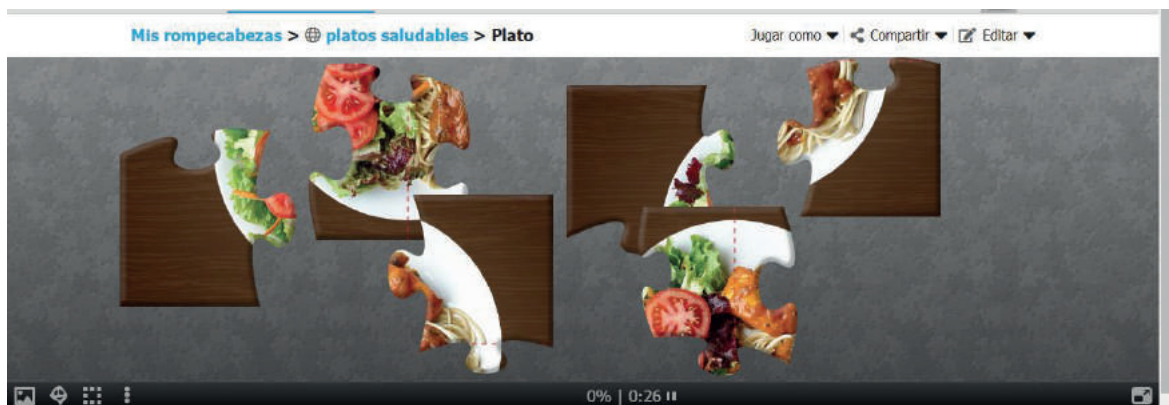 Mis rompecabezas > platos saludables > Plato
Jugar como Compartir Editar
0% | 0:26